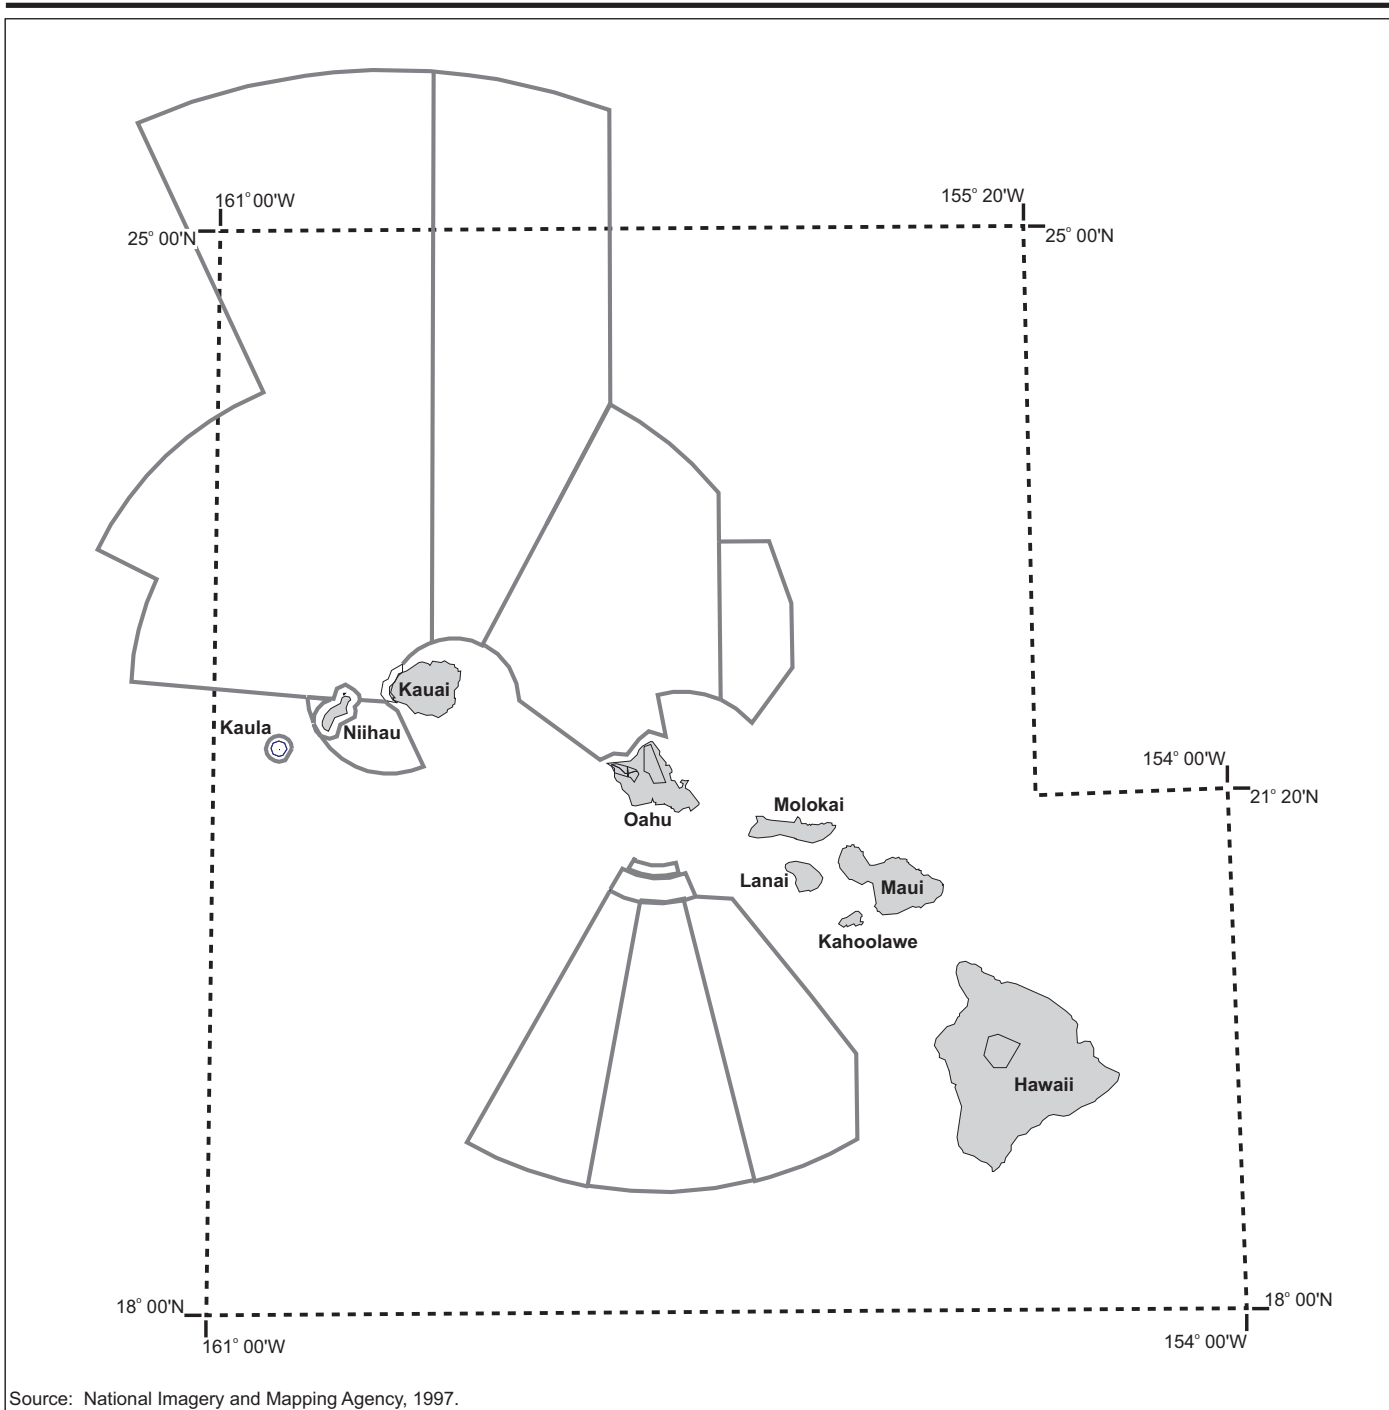 161° 00'W
155° 20'W
25° 00'N
25° 00'N
Kauai
Kaula
Niihau
154° 00'W
21° 20'N
Molokai
Oahu
Lanai
Maui
Kahoolawe
Hawaii
18° 00'N
18° 00'N
161° 00'W
154° 00'W
Source: National Imagery and Mapping Agency, 1997.